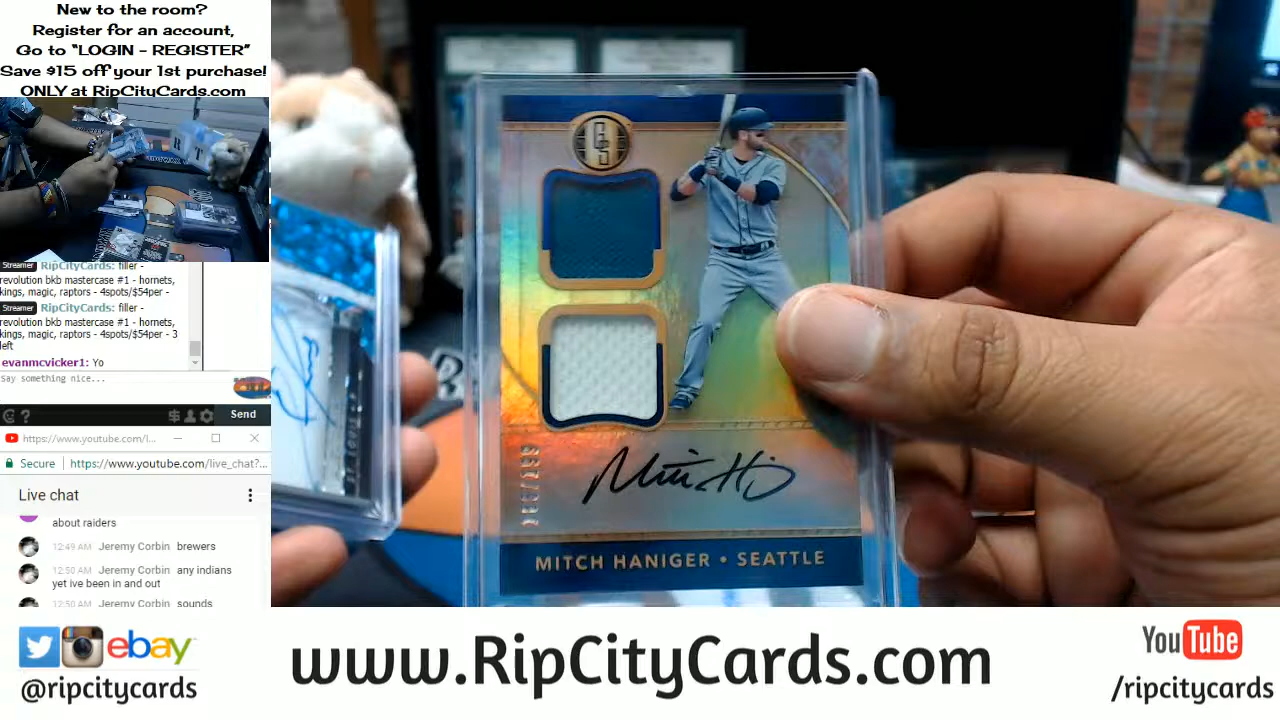 New to the room?
Register for an account,
Go to "LOGIN - REGISTER"
Save $15 off your 1st purchase!
ONLY at RipCityCards.com
Streamer RipCityCards: filler -
revolution bkb mastercase #1 - hornets,
kings, magic, raptors - 4spots/$54per -
Streamer RipCityCards: filler -
revolution bkb mastercase #1 - hornets,
kings, magic, raptors - 4spots/$54per - 3
left
evanmcvicker1: Yo
Say something nice...
Send
https://www.youtube.com/l...
Secure https://www.youtube.com/live_chat?...
Live chat
about raiders
12:49 AM Jeremy Corbin brewers
12:50 AM Jeremy Corbin any indians
yet ive been in and out
12:50 AM Jeremy Corbin sounds
GS
Mitch Haniger
MITCH HANIGER • SEATTLE
ebay
@ripcitycards
www.RipCityCards.com
YouTube
/ripcitycards